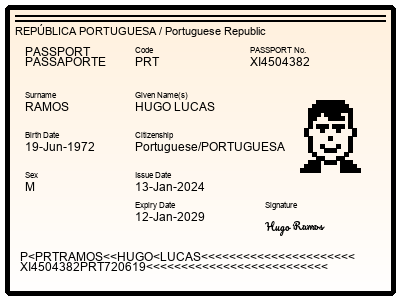 REPÚBLICA PORTUGUESA / Portuguese Republic
PASSPORT Code PASSPORT No.
PASSAPORTE PRT XI4504382
Surname Given Name(s)
RAMOS HUGO LUCAS
Birth Date Citizenship
19-Jun-1972 Portuguese/PORTUGUESA
Sex Issue Date
M 13-Jan-2024
Expiry Date Signature
12-Jan-2029 Hugo Ramos
P<PRTRAMOS<<HUGO<LUCAS<<<<<<<<<<<<<<<<<<<<<<
XI4504382PRT720619<<<<<<<<<<<<<<<<<<<<<<<<<<